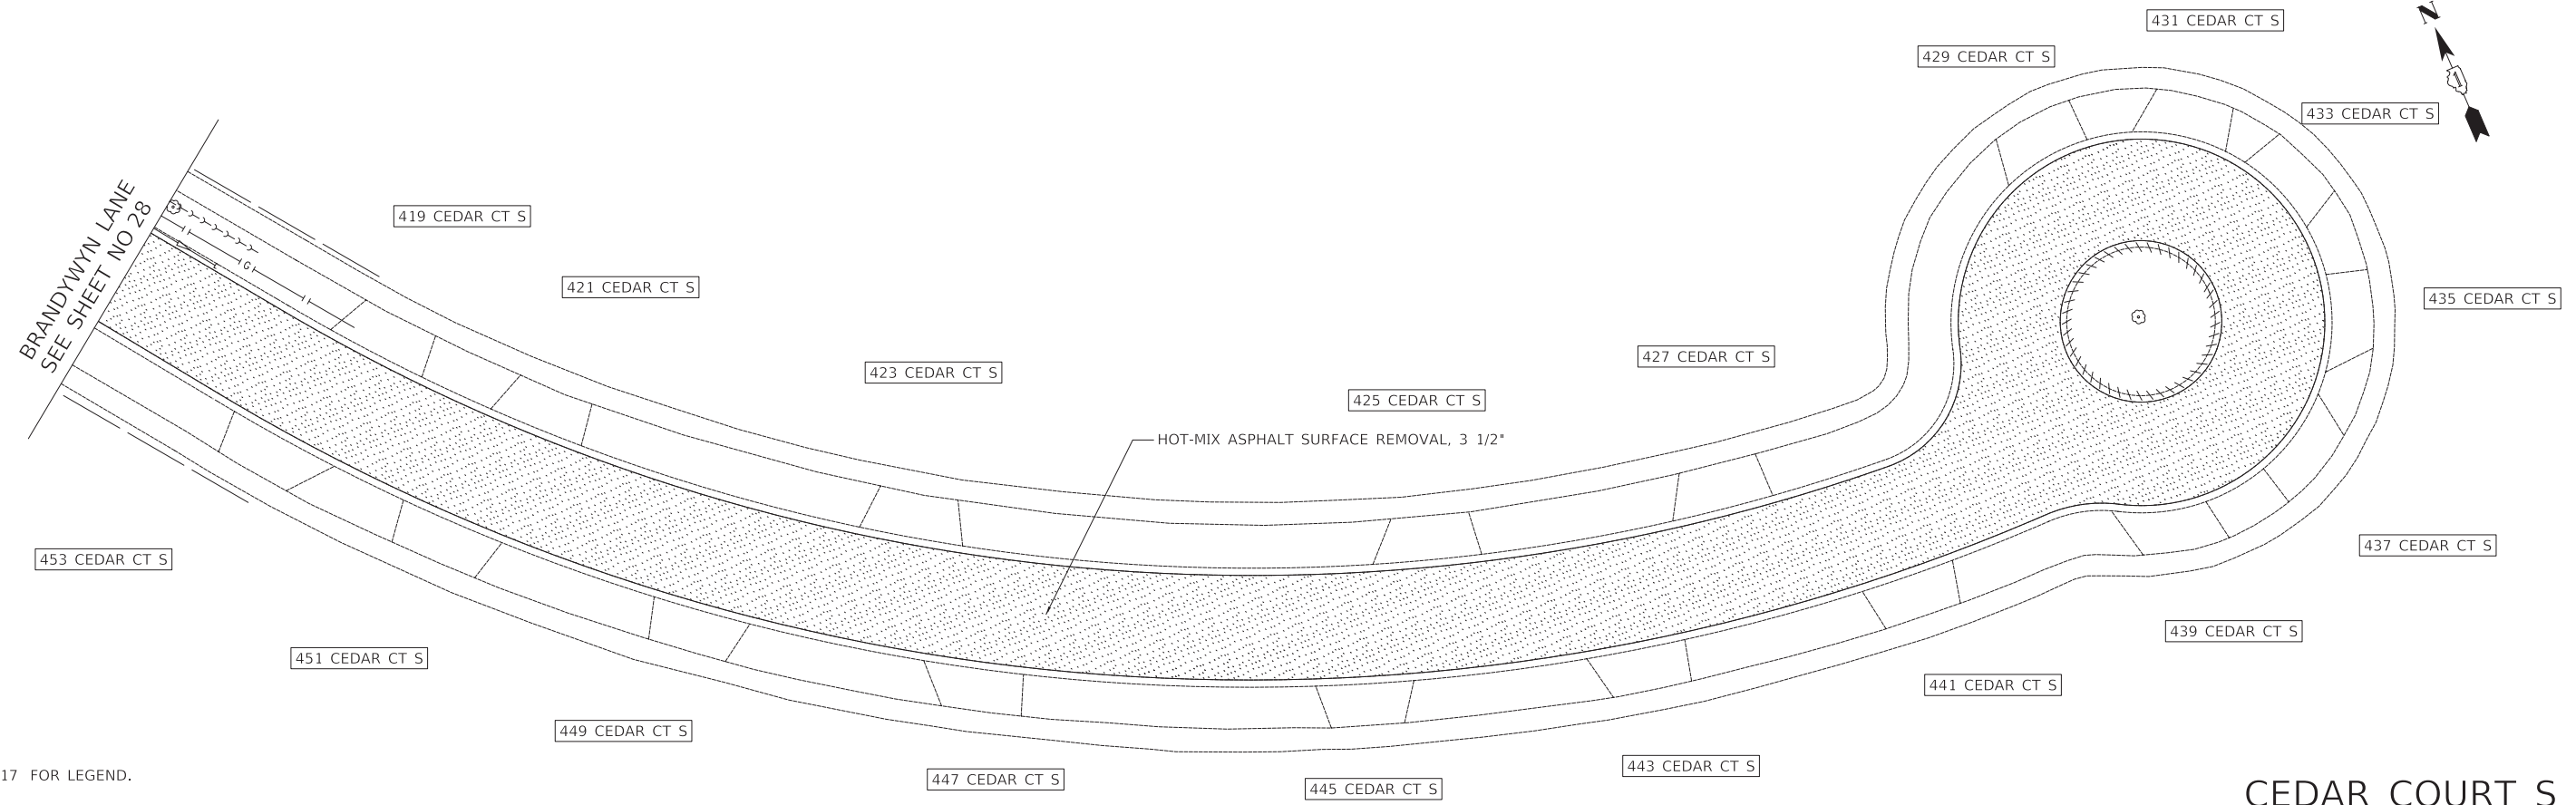 N
431 CEDAR CT S
429 CEDAR CT S
433 CEDAR CT S
BRANDYWYN LANE
SEE SHEET NO 28
G
419 CEDAR CT S
421 CEDAR CT S
435 CEDAR CT S
427 CEDAR CT S
423 CEDAR CT S
425 CEDAR CT S
HOT-MIX ASPHALT SURFACE REMOVAL, 3 1/2"
453 CEDAR CT S
437 CEDAR CT S
439 CEDAR CT S
451 CEDAR CT S
441 CEDAR CT S
449 CEDAR CT S
443 CEDAR CT S
17 FOR LEGEND.
447 CEDAR CT S
445 CEDAR CT S
CEDAR COURT S